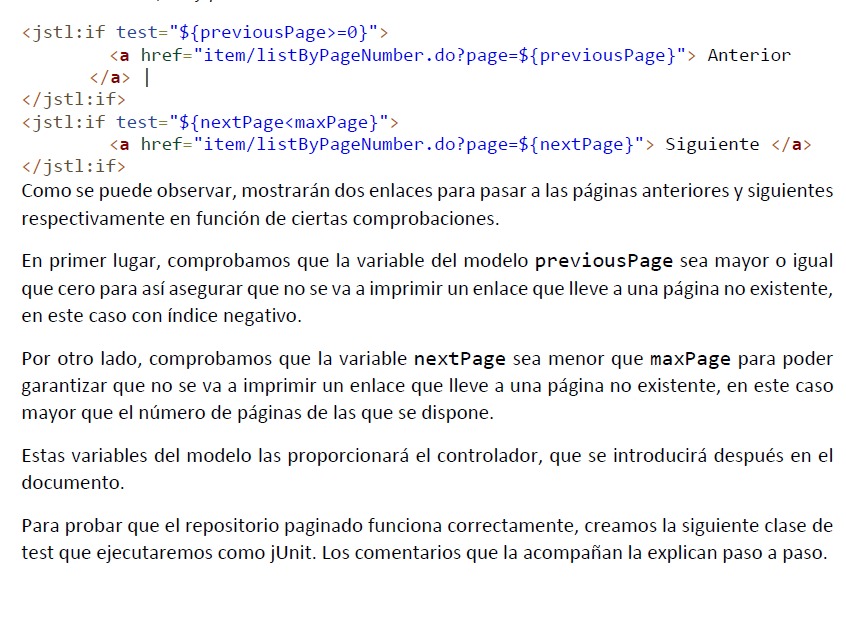 <jstl:if test="${previousPage>=0}">
<a href="item/listByPageNumber.do?page=${previousPage}"> Anterior
</a> |
</jstl:if>
<jstl:if test="${nextPage<maxPage}">
<a href="item/listByPageNumber.do?page=${nextPage}"> Siguiente </a>
</jstl:if>
Como se puede observar, mostrarán dos enlaces para pasar a las páginas anteriores y siguientes
respectivamente en función de ciertas comprobaciones.
En primer lugar, comprobamos que la variable del modelo previousPage sea mayor o igual
que cero para así asegurar que no se va a imprimir un enlace que lleve a una página no existente,
en este caso con índice negativo.
Por otro lado, comprobamos que la variable nextPage sea menor que maxPage para poder
garantizar que no se va a imprimir un enlace que lleve a una página no existente, en este caso
mayor que el número de páginas de las que se dispone.
Estas variables del modelo las proporcionará el controlador, que se introducirá después en el
documento.
Para probar que el repositorio paginado funciona correctamente, creamos la siguiente clase de
test que ejecutaremos como jUnit. Los comentarios que la acompañan la explican paso a paso.